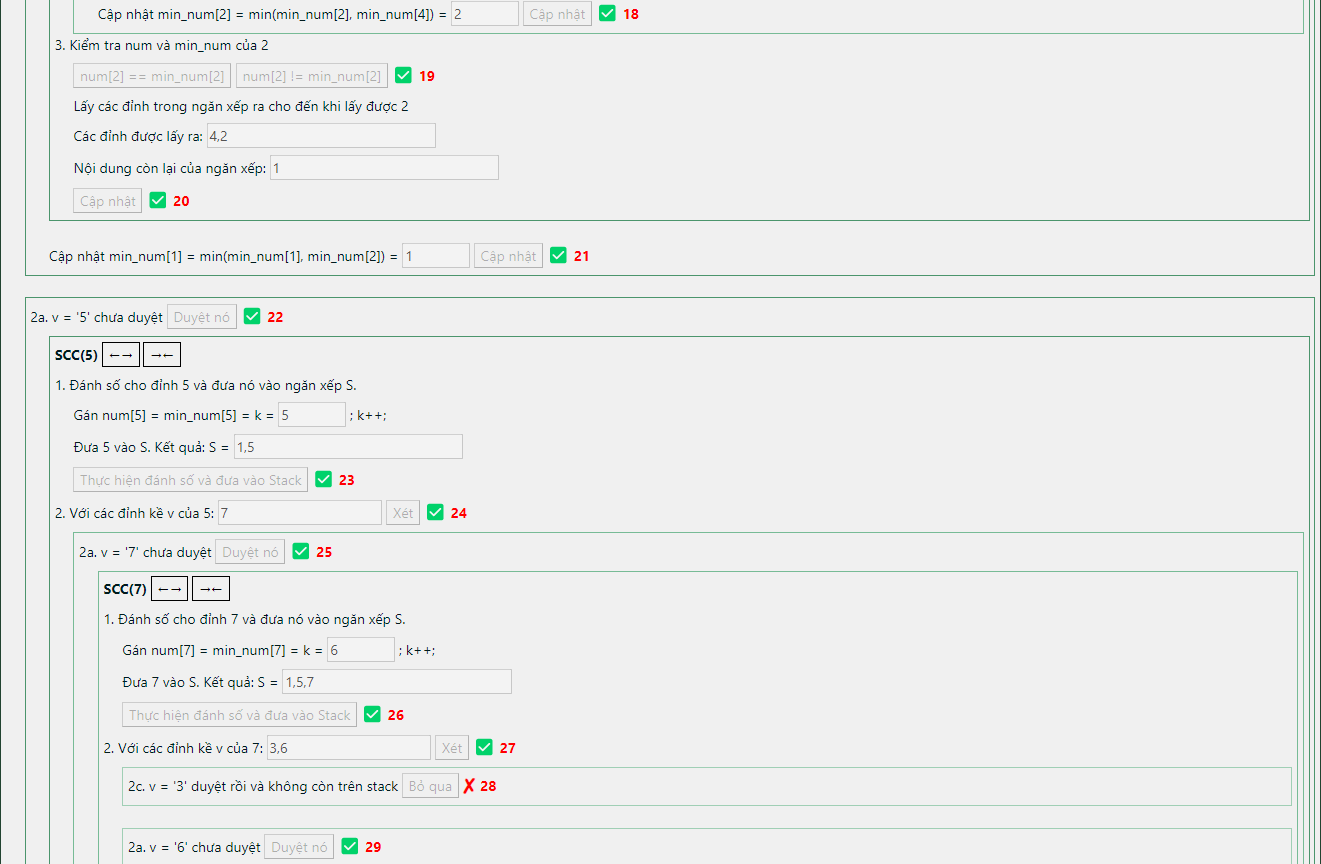 Cập nhật min_num[2] = min(min_num[2], min_num[4]) = 2 Cập nhật ✅ 18
3. Kiểm tra num và min_num của 2
num[2] == min_num[2] num[2] != min_num[2] ✅ 19
Lấy các đỉnh trong ngăn xếp ra cho đến khi lấy được 2
Các đỉnh được lấy ra: 4,2
Nội dung còn lại của ngăn xếp: 1
Cập nhật ✅ 20
Cập nhật min_num[1] = min(min_num[1], min_num[2]) = 1 Cập nhật ✅ 21
2a. v = '5' chưa duyệt Duyệt nó ✅ 22
SCC(5) ←→ →←
1. Đánh số cho đỉnh 5 và đưa nó vào ngăn xếp S.
Gán num[5] = min_num[5] = k = 5 ; k++;
Đưa 5 vào S. Kết quả: S = 1,5
Thực hiện đánh số và đưa vào Stack ✅ 23
2. Với các đỉnh kề v của 5: 7 Xét ✅ 24
2a. v = '7' chưa duyệt Duyệt nó ✅ 25
SCC(7) ←→ →←
1. Đánh số cho đỉnh 7 và đưa nó vào ngăn xếp S.
Gán num[7] = min_num[7] = k = 6 ; k++;
Đưa 7 vào S. Kết quả: S = 1,5,7
Thực hiện đánh số và đưa vào Stack ✅ 26
2. Với các đỉnh kề v của 7: 3,6 Xét ✅ 27
2c. v = '3' duyệt rồi và không còn trên stack Bỏ qua ✗ 28
2a. v = '6' chưa duyệt Duyệt nó ✅ 29